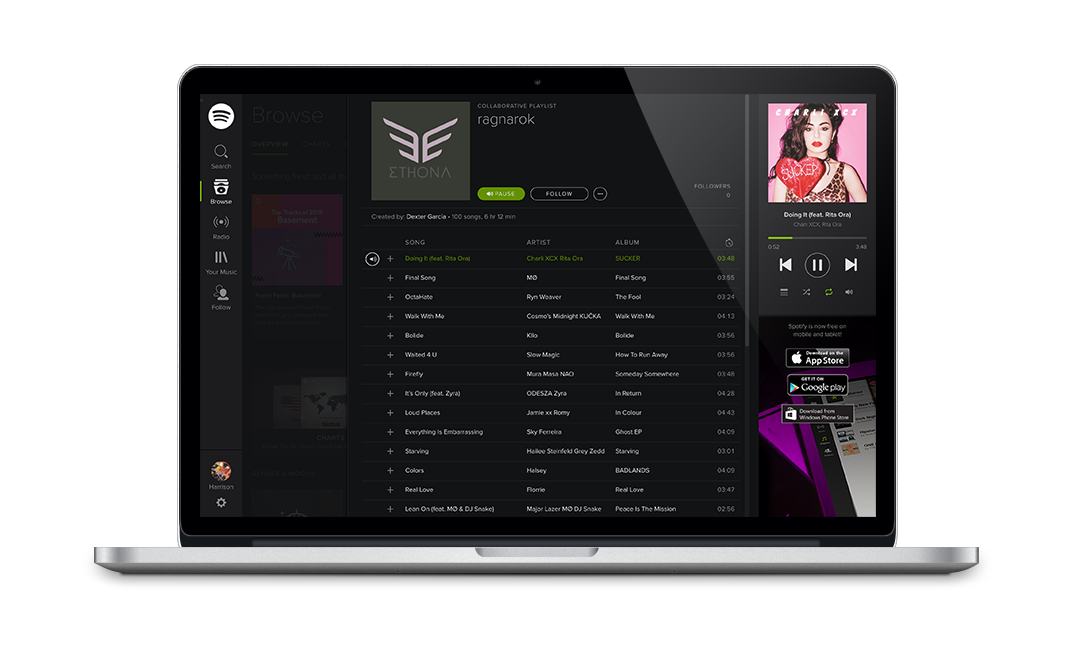 Search
Browse
Radio
Your Music
Follow
Harrison
Browse
OVERVIEW CHARTS
Top Tracks of 2015
Basement
CHARTS
ΣTHONΛ
COLLABORATIVE PLAYLIST
ragnarok
PAUSE FOLLOW
FOLLOWERS
0
Created by: Dexter Garcia • 100 songs, 6 hr 12 min
SONG ARTIST ALBUM
Doing It (feat. Rita Ora) Charli XCX Rita Ora SUCKER 03:48
Final Song MØ Final Song 03:55
OctaHate Ryn Weaver The Fool 03:24
Walk With Me Cosmo's Midnight KUČKA Walk With Me 04:13
Bolide Kllo Bolide 03:56
Waited 4 U Slow Magic How To Run Away 03:56
Firefly Mura Masa NAO Someday Somewhere 03:48
It's Only (feat. Zyra) ODESZA Zyra In Return 04:28
Loud Places Jamie xx Romy In Colour 04:43
Everything Is Embarrassing Sky Ferreira Ghost EP 04:09
Starving Hailee Steinfeld Grey Zedd Starving 03:01
Colors Halsey BADLANDS 04:09
Real Love Florrie Real Love 03:47
Lean On (feat. MØ & DJ Snake) Major Lazer MØ DJ Snake Peace Is The Mission 02:56
CHARLI XCX
SUCKER
Doing It (feat. Rita Ora)
Charli XCX, Rita Ora
0:52 3:48
Spotify is now free on
mobile and tablet!
Download on the
App Store
GET IT ON
Google play
Download from
Windows Phone Store